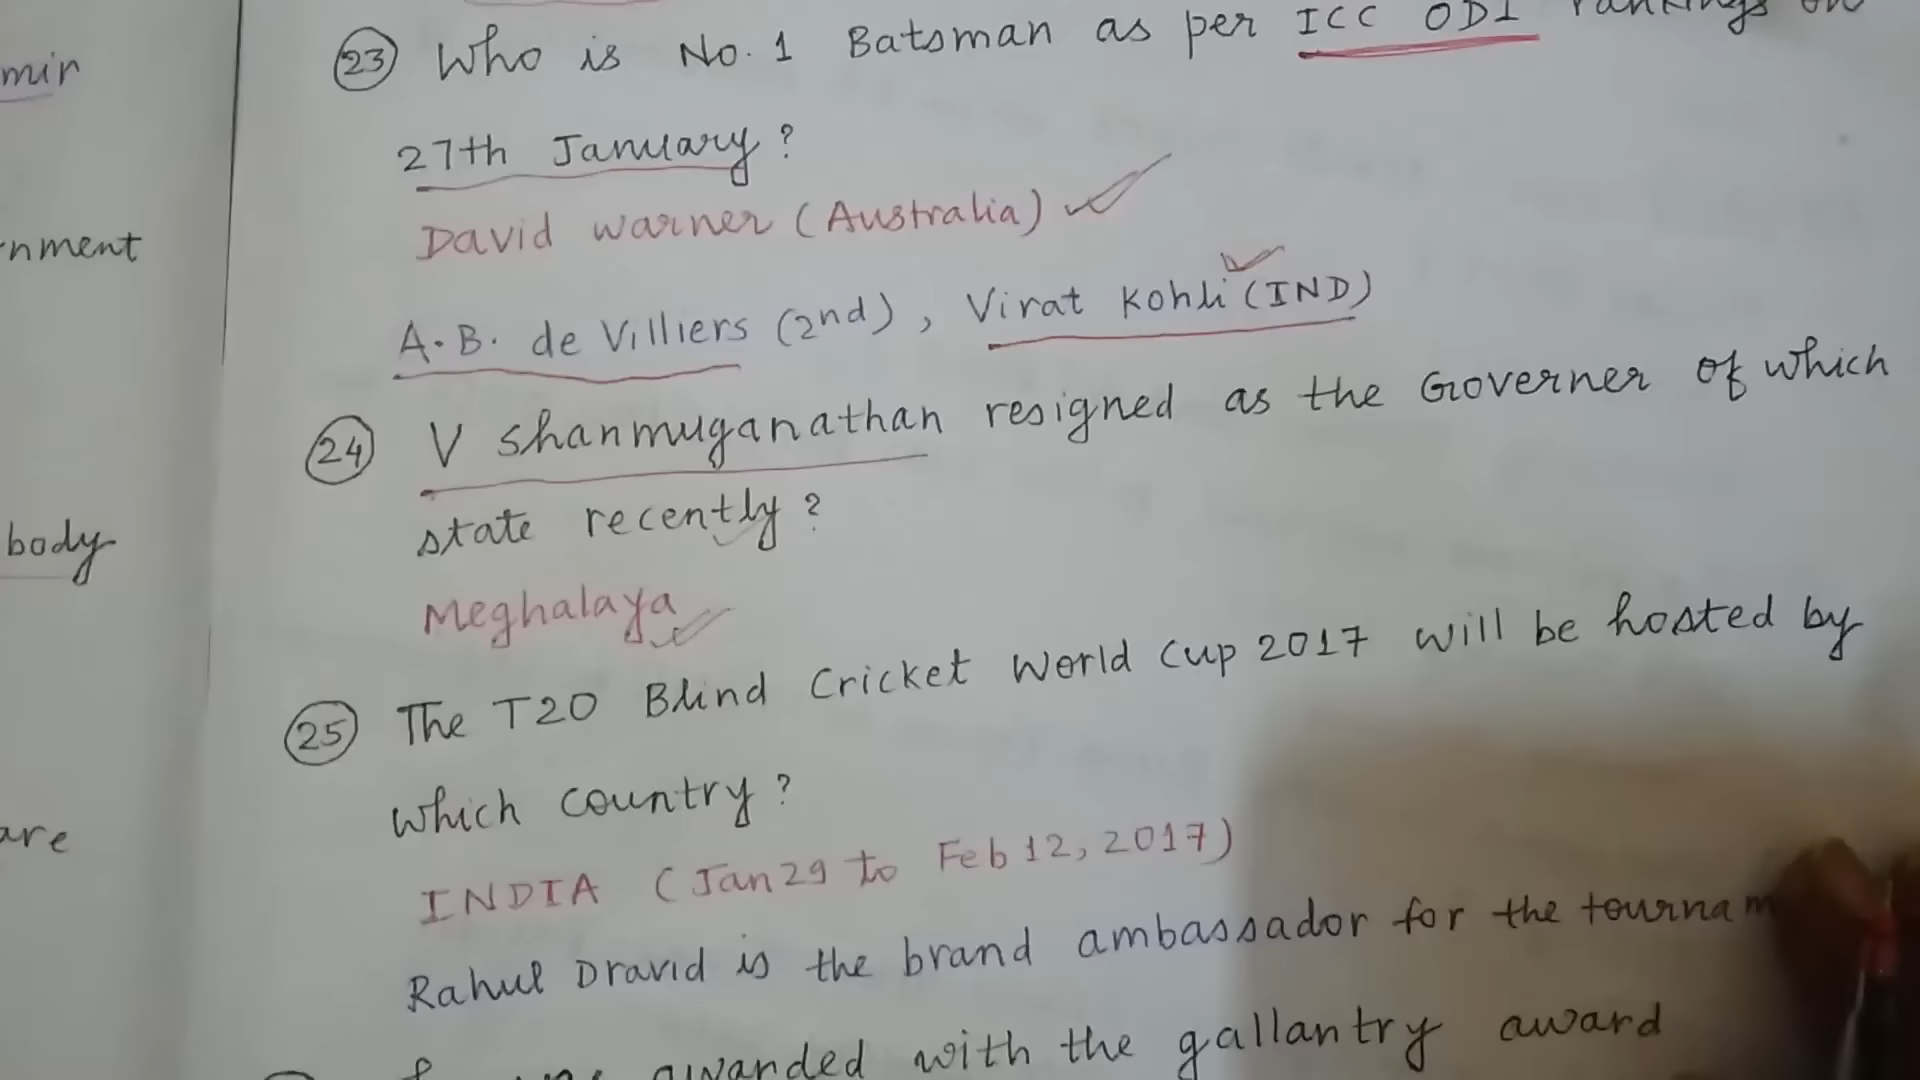 mir
nment
body
are
23 Who is No. 1 Batsman as per ICC ODI rankings on
27th January?
David Warner (Australia)
A.B. de Villiers (2nd), Virat Kohli (IND)
24 V Shanmuganathan resigned as the Governer of which
state recently?
Meghalaya
25 The T20 Blind Cricket World Cup 2017 will be hosted by
which country?
INDIA (Jan 29 to Feb 12, 2017)
Rahul Dravid is the brand ambassador for the tournam
awarded with the gallantry award